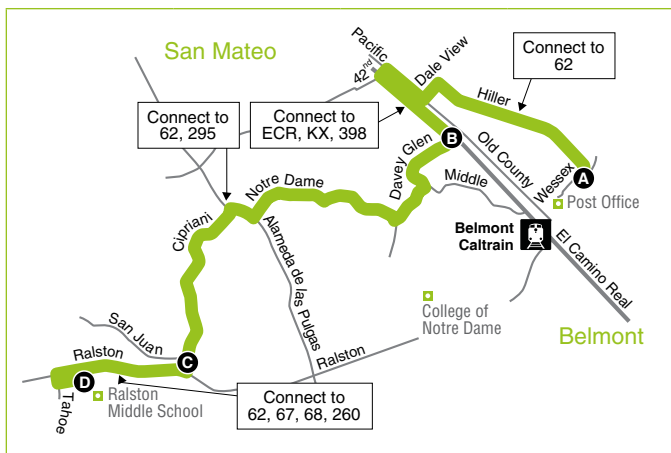 San Mateo
Pacific
42nd
Dale View
Connect to
62
Hiller
Connect to
62, 295
Connect to
ECR, KX, 398
B
Old County
Davey Glen
Wessex
A
Notre Dame
Middle
Post Office
Cipriani
Belmont
Caltrain
Alameda de las Pulgas
El Camino Real
College of
Notre Dame
San Juan
Belmont
Ralston
Ralston
C
D
Tahoe
Ralston
Middle School
Connect to
62, 67, 68, 260